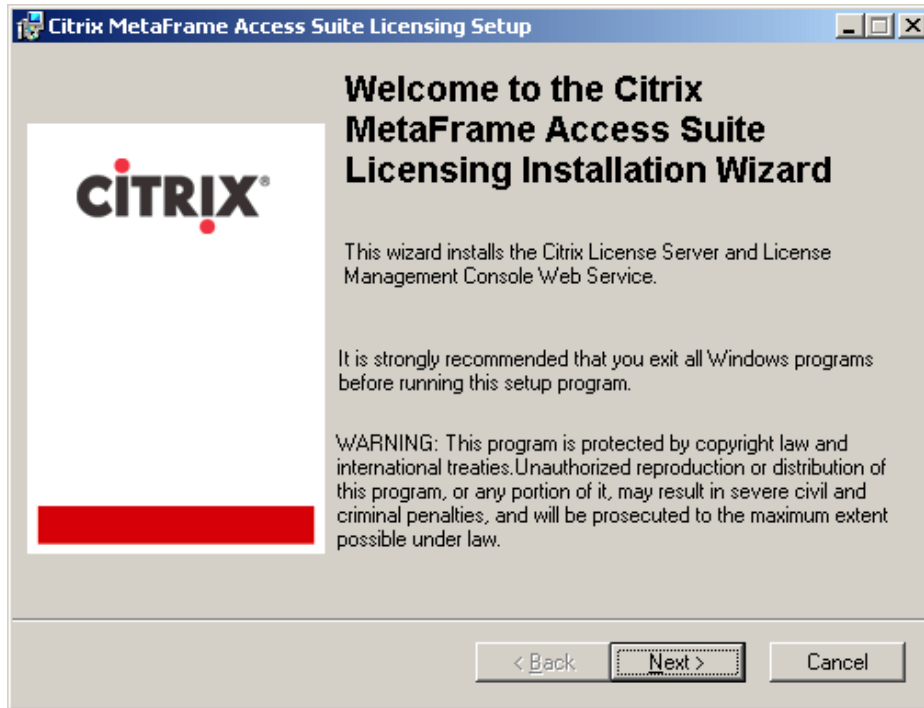 Citrix MetaFrame Access Suite Licensing Setup
Welcome to the Citrix
MetaFrame Access Suite
Licensing Installation Wizard
CITRIX®
This wizard installs the Citrix License Server and License
Management Console Web Service.
It is strongly recommended that you exit all Windows programs
before running this setup program.
WARNING: This program is protected by copyright law and
international treaties.Unauthorized reproduction or distribution of
this program, or any portion of it, may result in severe civil and
criminal penalties, and will be prosecuted to the maximum extent
possible under law.
< Back
Next >
Cancel